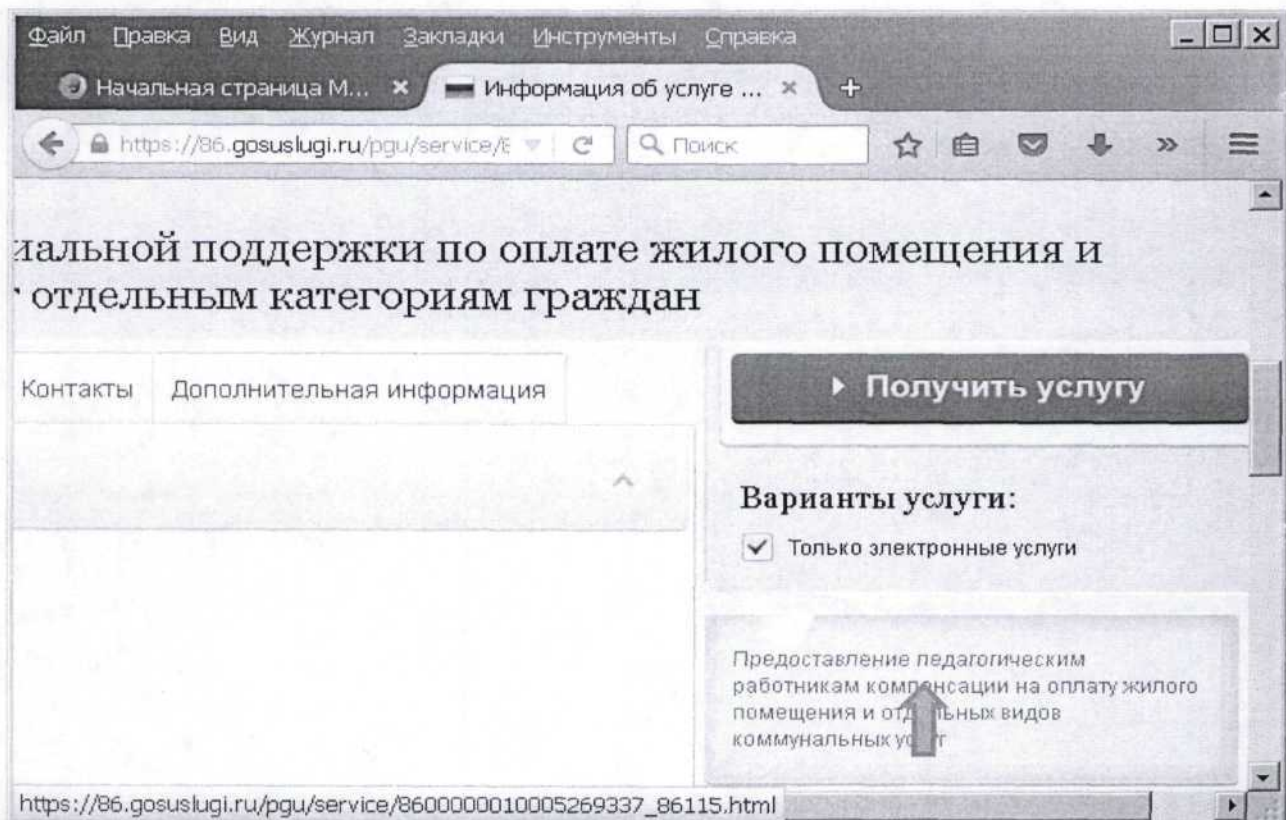 Файл Правка Вид Журнал Закладки Инструменты Справка
Начальная страница М... Информация об услуге ...
https://86.gosuslugi.ru/pgu/service/8 Поиск
иальной поддержки по оплате жилого помещения и
отдельным категориям граждан
Контакты Дополнительная информация
Получить услугу
Варианты услуги:
Только электронные услуги
Предоставление педагогическим
работникам компенсации на оплату жилого
помещения и отдельных видов
коммунальных услуг
https://86.gosuslugi.ru/pgu/service/8600000010005269337_86115.html